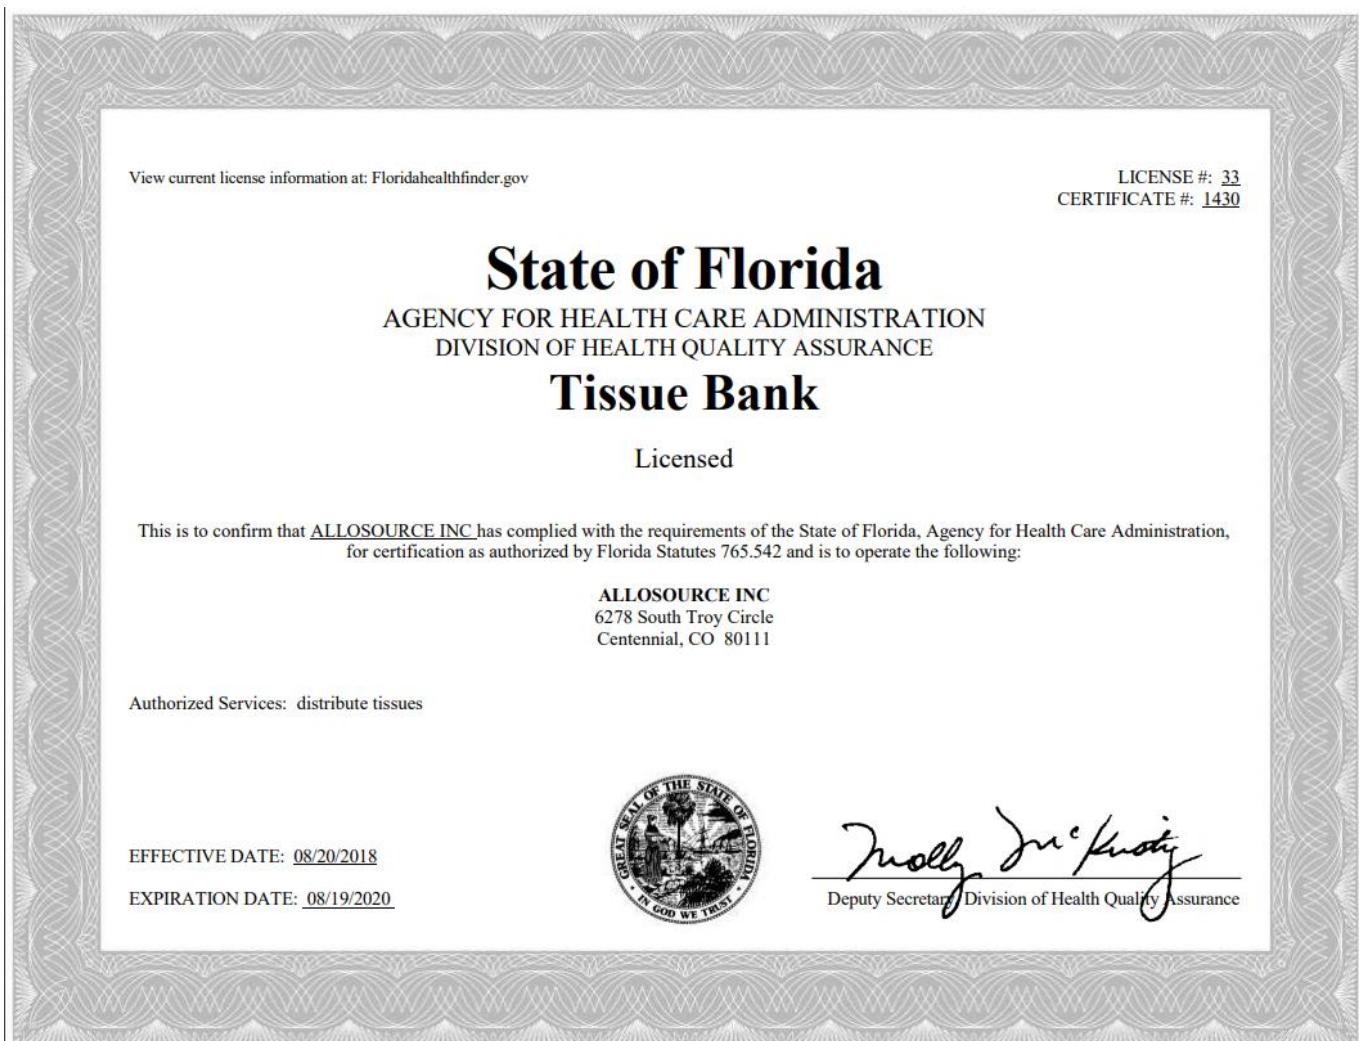 View current license information at: Floridahealthfinder.gov
LICENSE #: 33
CERTIFICATE #: 1430
State of Florida
AGENCY FOR HEALTH CARE ADMINISTRATION
DIVISION OF HEALTH QUALITY ASSURANCE
Tissue Bank
Licensed
This is to confirm that ALLOSOURCE INC has complied with the requirements of the State of Florida, Agency for Health Care Administration,
for certification as authorized by Florida Statutes 765.542 and is to operate the following:
ALLOSOURCE INC
6278 South Troy Circle
Centennial, CO 80111
Authorized Services: distribute tissues
GREAT SEAL OF THE STATE OF FLORIDA
IN GOD WE TRUST
EFFECTIVE DATE: 08/20/2018
EXPIRATION DATE: 08/19/2020
Molly McKinstry
Deputy Secretary, Division of Health Quality Assurance